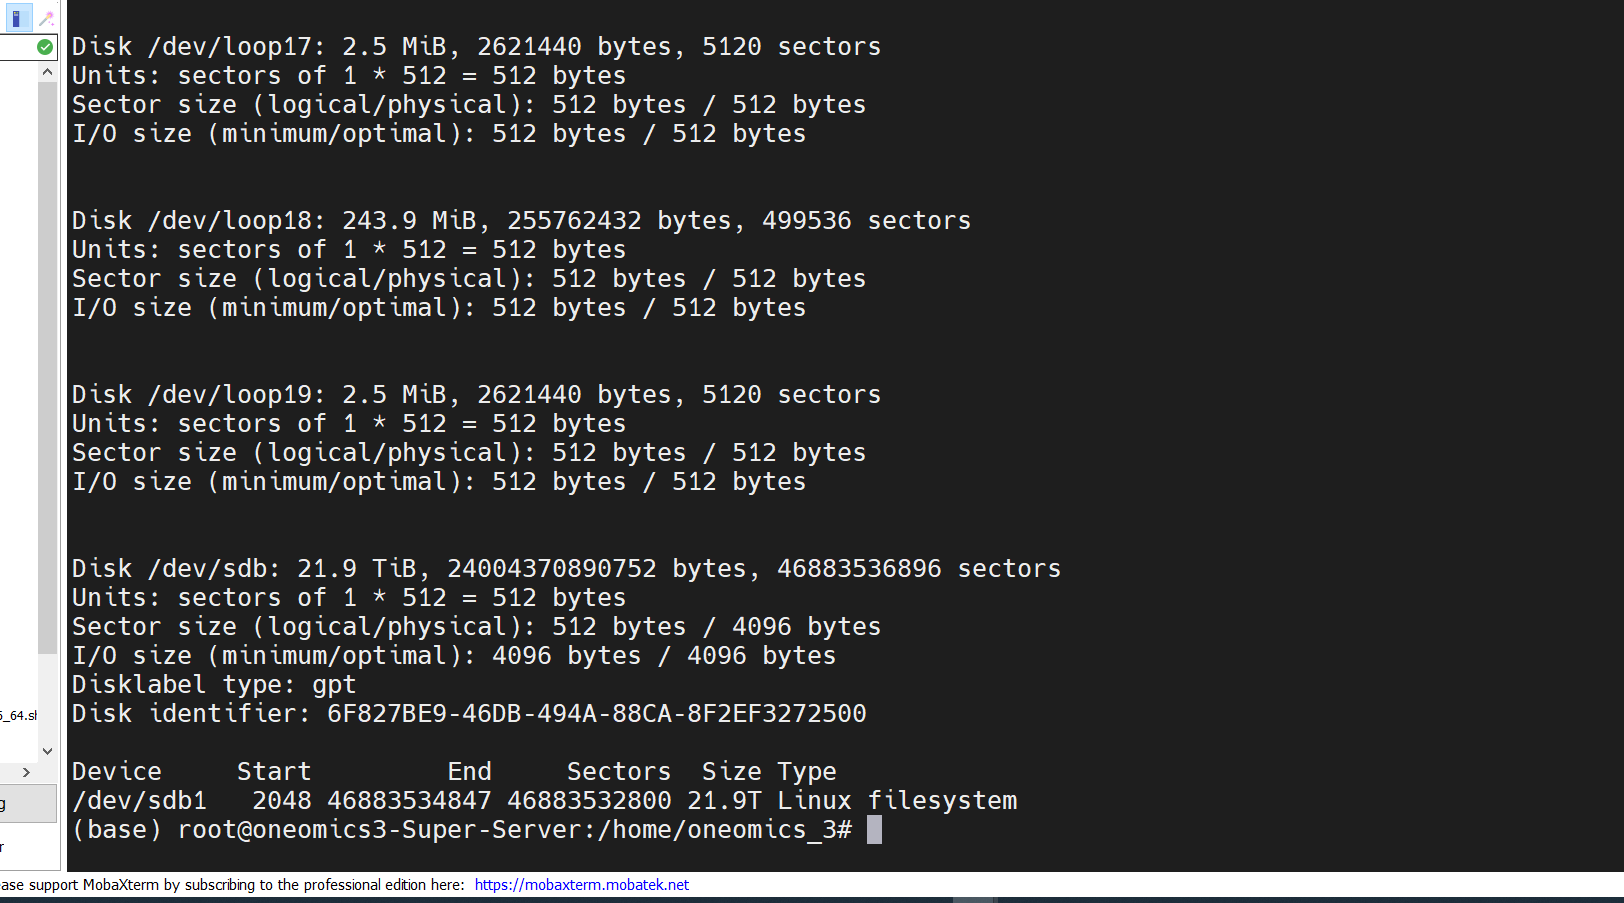 Disk /dev/loop17: 2.5 MiB, 2621440 bytes, 5120 sectors
Units: sectors of 1 * 512 = 512 bytes
Sector size (logical/physical): 512 bytes / 512 bytes
I/O size (minimum/optimal): 512 bytes / 512 bytes
Disk /dev/loop18: 243.9 MiB, 255762432 bytes, 499536 sectors
Units: sectors of 1 * 512 = 512 bytes
Sector size (logical/physical): 512 bytes / 512 bytes
I/O size (minimum/optimal): 512 bytes / 512 bytes
Disk /dev/loop19: 2.5 MiB, 2621440 bytes, 5120 sectors
Units: sectors of 1 * 512 = 512 bytes
Sector size (logical/physical): 512 bytes / 512 bytes
I/O size (minimum/optimal): 512 bytes / 512 bytes
Disk /dev/sdb: 21.9 TiB, 24004370890752 bytes, 46883536896 sectors
Units: sectors of 1 * 512 = 512 bytes
Sector size (logical/physical): 512 bytes / 4096 bytes
I/O size (minimum/optimal): 4096 bytes / 4096 bytes
Disklabel type: gpt
Disk identifier: 6F827BE9-46DB-494A-88CA-8F2EF3272500
Device     Start         End     Sectors  Size Type
/dev/sdb1   2048 46883534847 46883532800 21.9T Linux filesystem
(base) root@oneomics3-Super-Server:/home/oneomics_3#
_64.sh
g
r
ase support MobaXterm by subscribing to the professional edition here: https://mobaxterm.mobatek.net